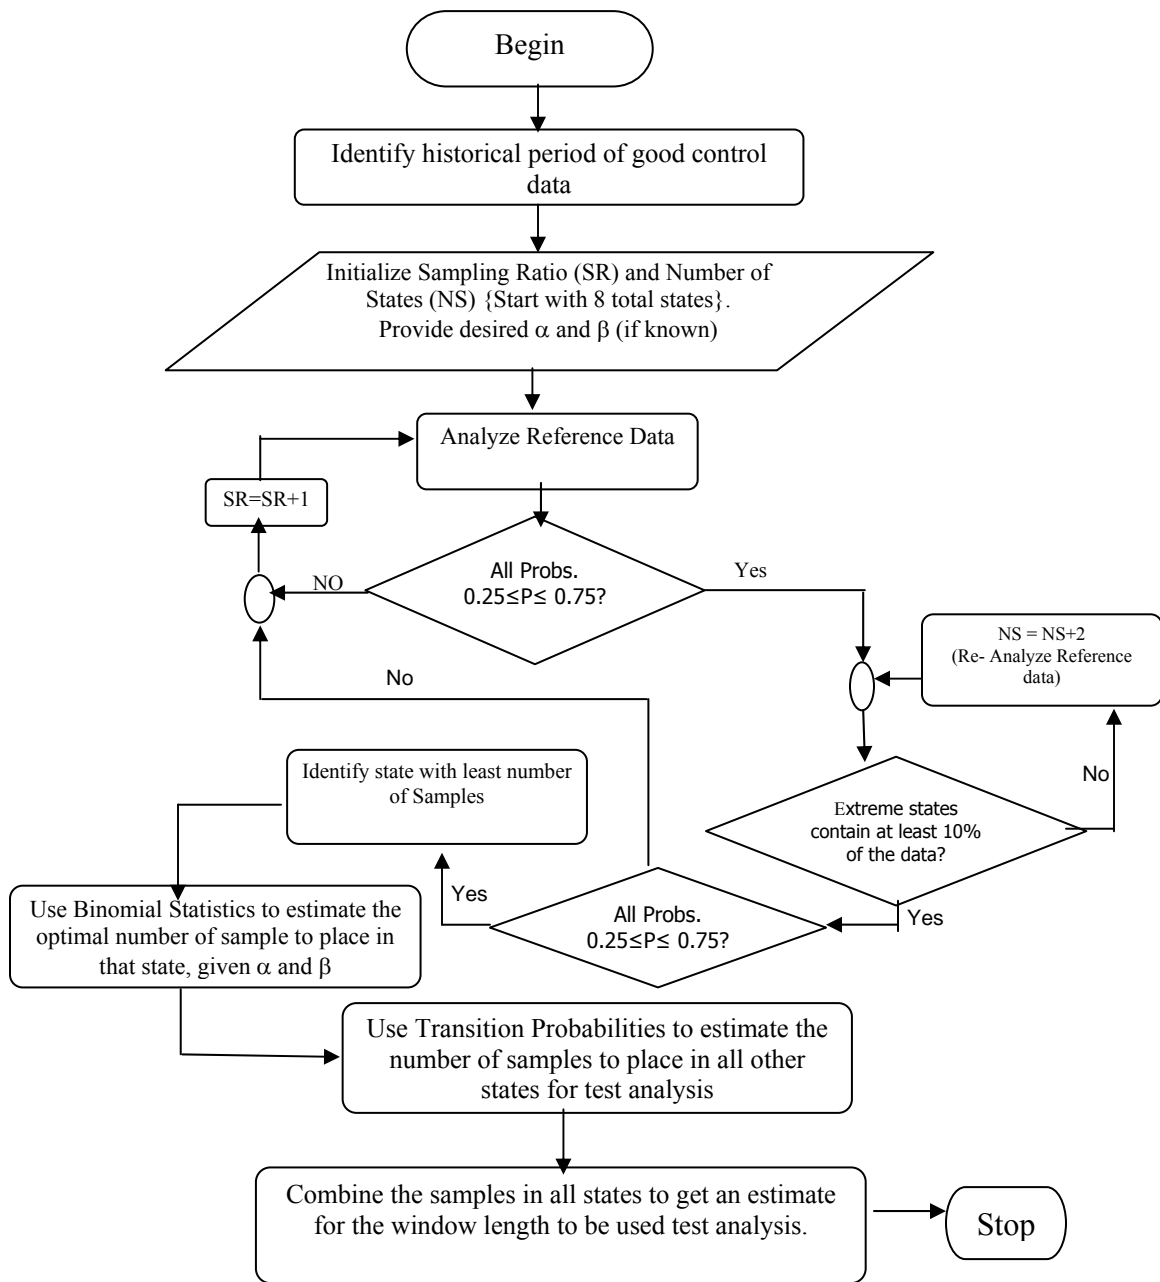 Begin
Identify historical period of good control
data
Initialize Sampling Ratio (SR) and Number of
States (NS) {Start with 8 total states}.
Provide desired α and β (if known)
Analyze Reference Data
SR=SR+1
All Probs.
0.25≤P≤ 0.75?
NO
Yes
NS = NS+2
(Re- Analyze Reference
data)
No
No
Extreme states
contain at least 10%
of the data?
Identify state with least number
of Samples
Yes
Yes
All Probs.
0.25≤P≤ 0.75?
Use Binomial Statistics to estimate the
optimal number of sample to place in
that state, given α and β
Use Transition Probabilities to estimate the
number of samples to place in all other
states for test analysis
Combine the samples in all states to get an estimate
for the window length to be used test analysis.
Stop